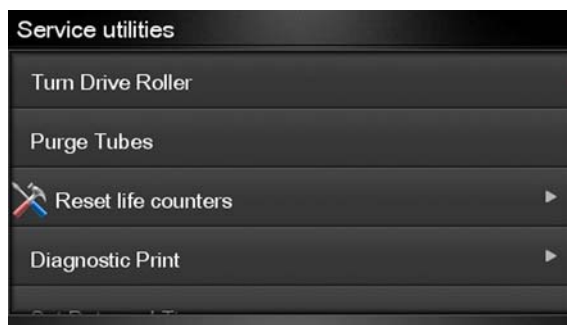 Service utilities
Turn Drive Roller
Purge Tubes
Reset life counters
Diagnostic Print